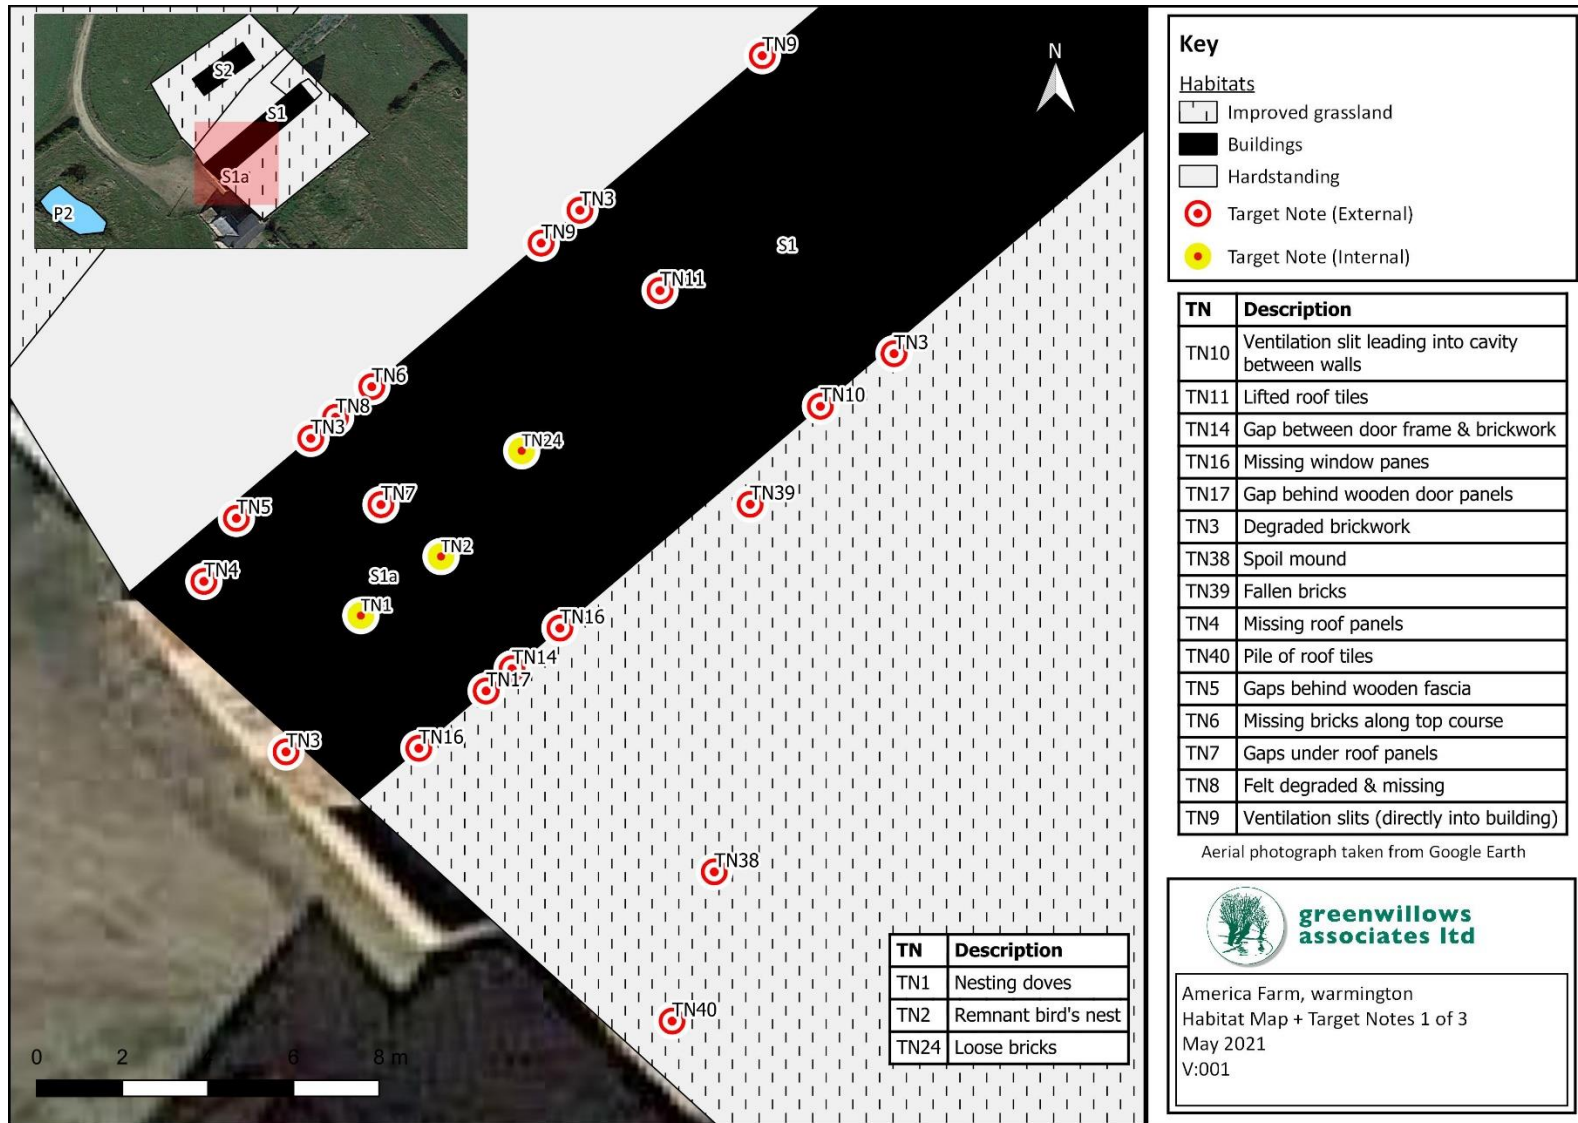 S2
S1
S1a
P2
N
TN9
TN3
TN9
S1
TN11
TN3
TN6
TN10
TN8
TN3
TN24
TN7
TN39
TN5
TN2
TN4
S1a
TN1
TN16
TN14
TN17
TN3
TN16
TN38
TN40
0 2 4 6 8 m
TN Description
TN1 Nesting doves
TN2 Remnant bird's nest
TN24 Loose bricks
Key
Habitats
Improved grassland
Buildings
Hardstanding
Target Note (External)
Target Note (Internal)
TN Description
TN10 Ventilation slit leading into cavity
between walls
TN11 Lifted roof tiles
TN14 Gap between door frame & brickwork
TN16 Missing window panes
TN17 Gap behind wooden door panels
TN3 Degraded brickwork
TN38 Spoil mound
TN39 Fallen bricks
TN4 Missing roof panels
TN40 Pile of roof tiles
TN5 Gaps behind wooden fascia
TN6 Missing bricks along top course
TN7 Gaps under roof panels
TN8 Felt degraded & missing
TN9 Ventilation slits (directly into building)
Aerial photograph taken from Google Earth
greenwillows
associates ltd
America Farm, warmington
Habitat Map + Target Notes 1 of 3
May 2021
V:001